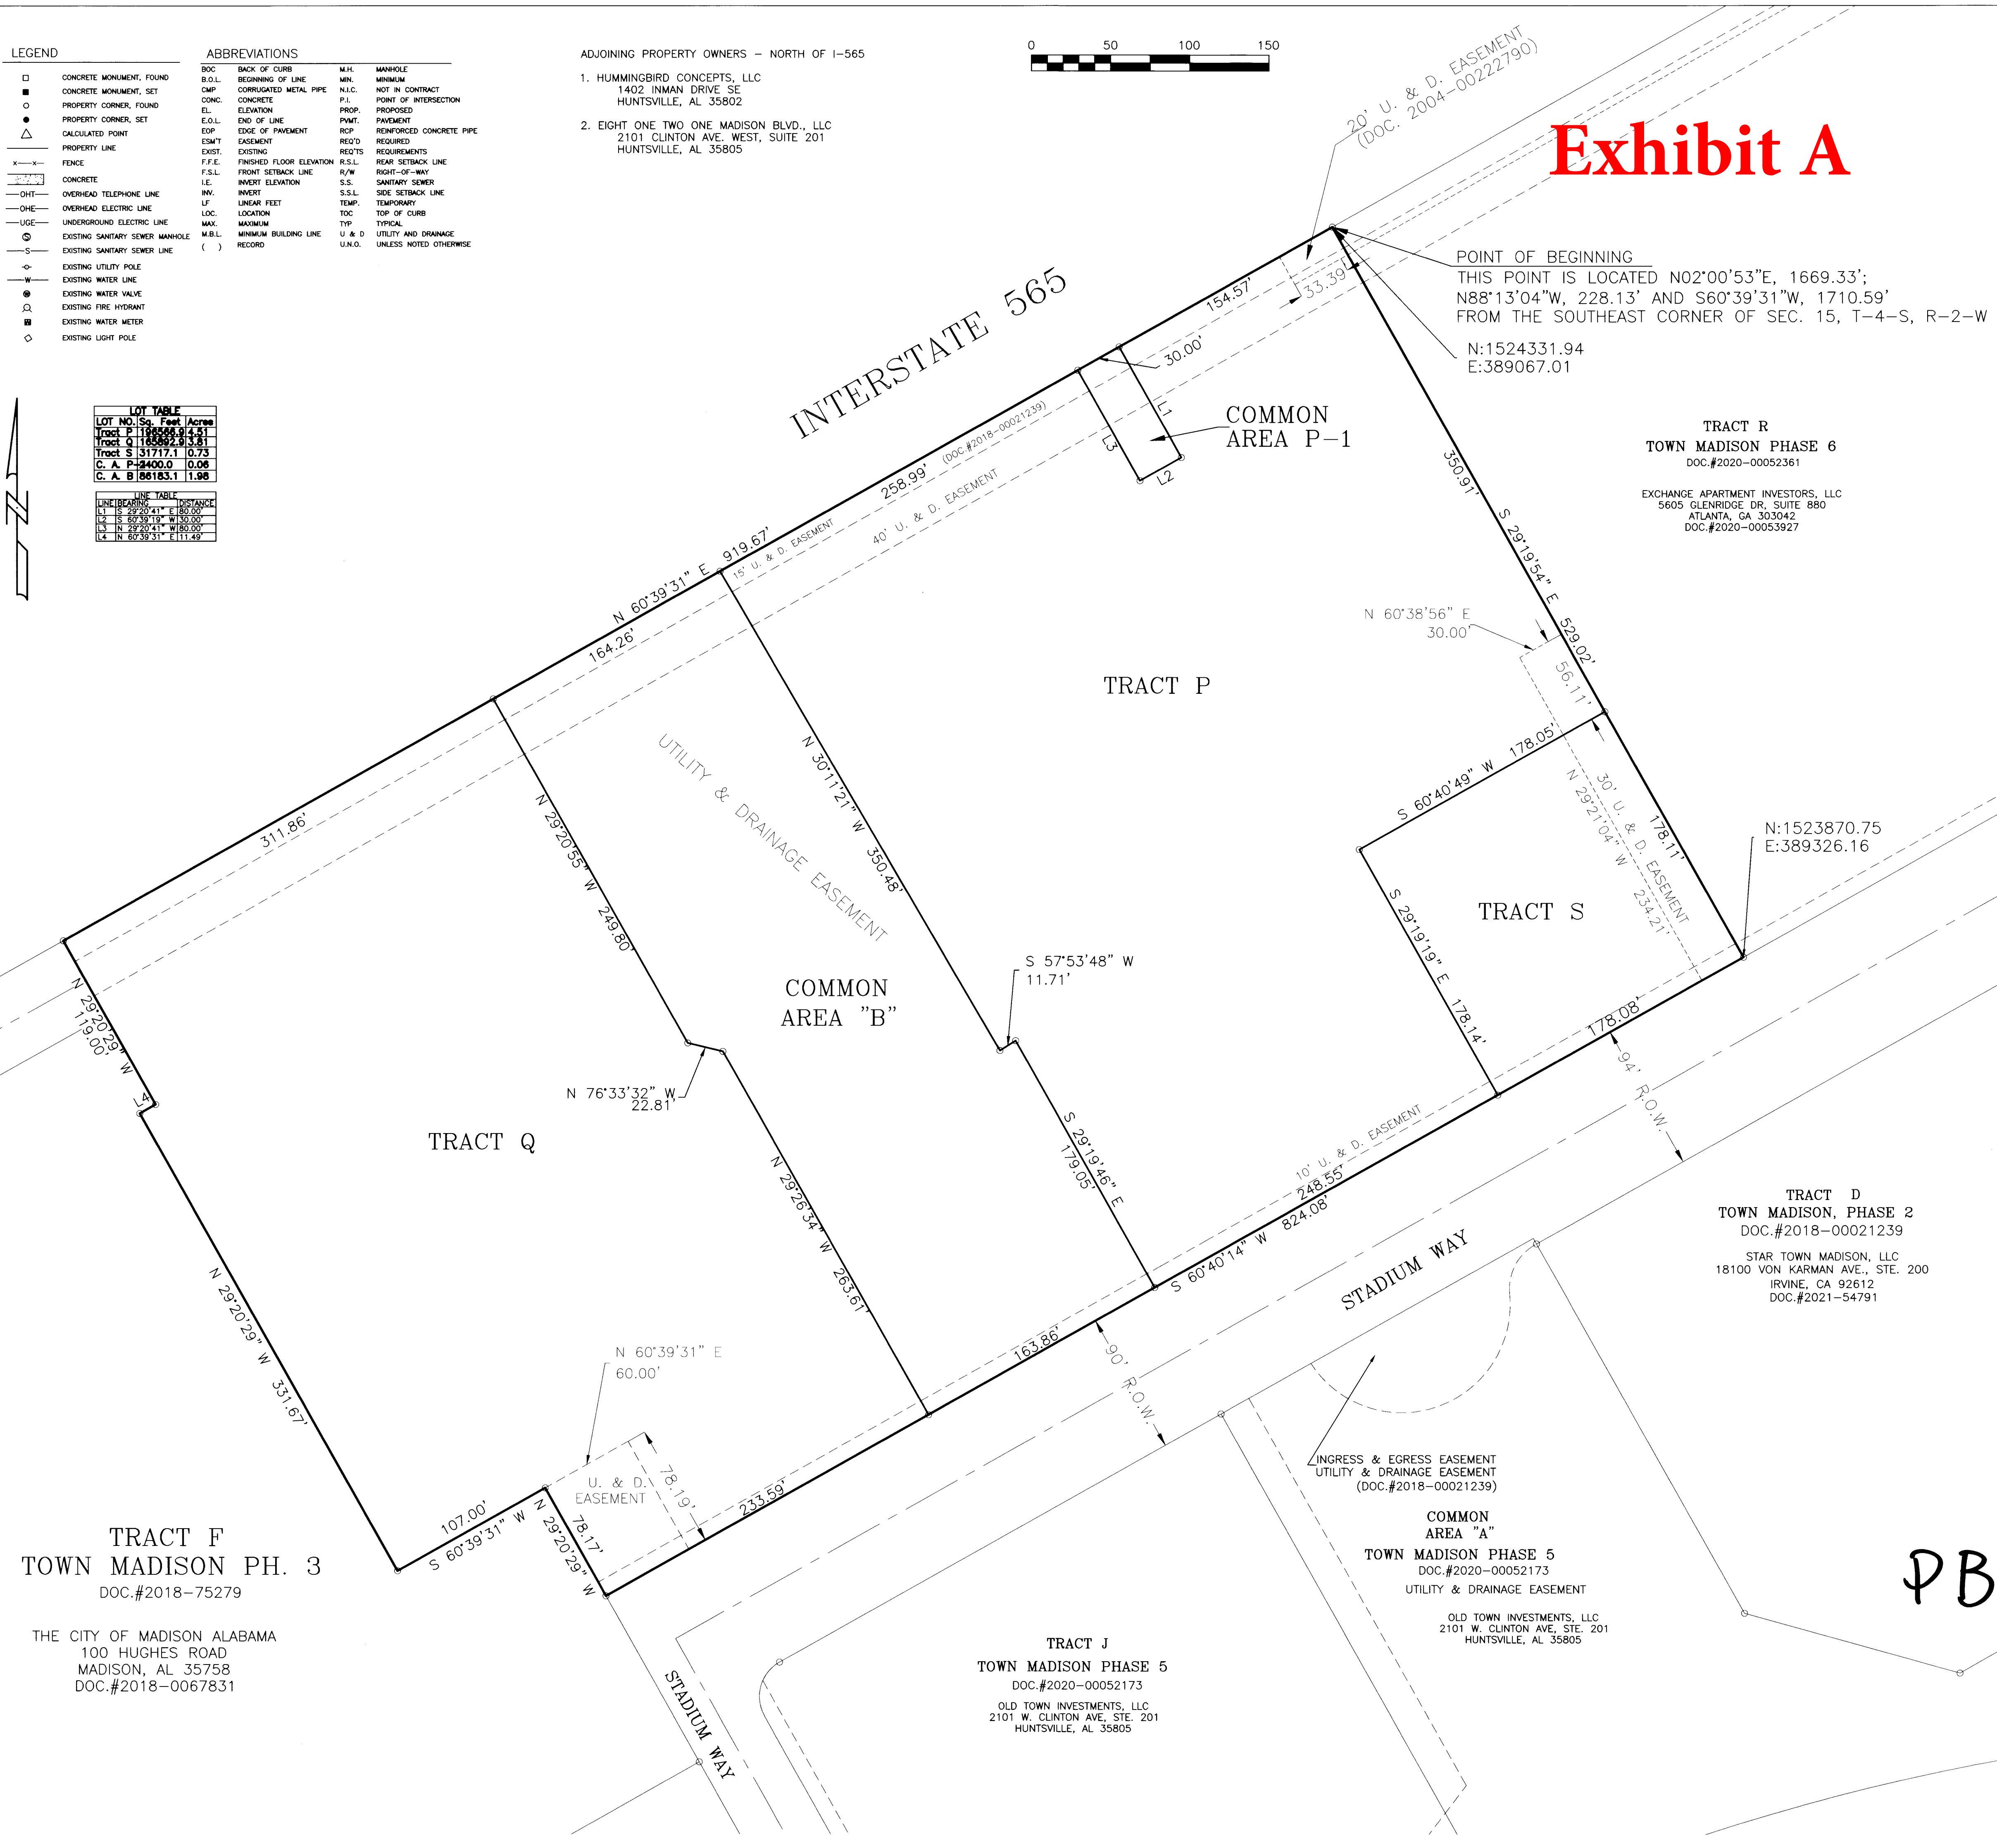 LEGEND
CONCRETE MONUMENT, FOUND
CONCRETE MONUMENT, SET
PROPERTY CORNER, FOUND
PROPERTY CORNER, SET
CALCULATED POINT
PROPERTY LINE
x——x— FENCE
CONCRETE
—OHT— OVERHEAD TELEPHONE LINE
—OHE— OVERHEAD ELECTRIC LINE
—UGE— UNDERGROUND ELECTRIC LINE
S EXISTING SANITARY SEWER MANHOLE
—S— EXISTING SANITARY SEWER LINE
EXISTING UTILITY POLE
—W— EXISTING WATER LINE
EXISTING WATER VALVE
EXISTING FIRE HYDRANT
EXISTING WATER METER
EXISTING LIGHT POLE
ABBREVIATIONS
BOC BACK OF CURB
B.O.L. BEGINNING OF LINE
CMP CORRUGATED METAL PIPE
CONC. CONCRETE
EL. ELEVATION
E.O.L. END OF LINE
EOP EDGE OF PAVEMENT
ESM'T EASEMENT
EXIST. EXISTING
F.F.E. FINISHED FLOOR ELEVATION
F.S.L. FRONT SETBACK LINE
I.E. INVERT ELEVATION
INV. INVERT
LF LINEAR FEET
LOC. LOCATION
MAX. MAXIMUM
M.B.L. MINIMUM BUILDING LINE
( ) RECORD
M.H. MANHOLE
MIN. MINIMUM
N.I.C. NOT IN CONTRACT
P.I. POINT OF INTERSECTION
PROP. PROPOSED
PVMT. PAVEMENT
RCP REINFORCED CONCRETE PIPE
REQ'D REQUIRED
REQ'TS REQUIREMENTS
R.S.L. REAR SETBACK LINE
R/W RIGHT-OF-WAY
S.S. SANITARY SEWER
S.S.L. SIDE SETBACK LINE
TEMP. TEMPORARY
TOC TOP OF CURB
TYP TYPICAL
U & D UTILITY AND DRAINAGE
U.N.O. UNLESS NOTED OTHERWISE
ADJOINING PROPERTY OWNERS - NORTH OF I-565
1. HUMMINGBIRD CONCEPTS, LLC
1402 INMAN DRIVE SE
HUNTSVILLE, AL 35802
2. EIGHT ONE TWO ONE MADISON BLVD., LLC
2101 CLINTON AVE. WEST, SUITE 201
HUNTSVILLE, AL 35805
0 50 100 150
20' U. & D. EASEMENT
(DOC. 2004-00222790)
Exhibit A
POINT OF BEGINNING
THIS POINT IS LOCATED N02°00'53"E, 1669.33';
N88°13'04"W, 228.13' AND S60°39'31"W, 1710.59'
FROM THE SOUTHEAST CORNER OF SEC. 15, T-4-S, R-2-W
N:1524331.94
E:389067.01
INTERSTATE 565
154.57'
33.39'
30.00'
L1
L2
L3
COMMON
AREA P-1
LOT TABLE
LOT NO. Sq. Feet Acres
Tract P 196566.9 4.51
Tract Q 165892.9 3.81
Tract S 31717.1 0.73
C. A. P-2400.0 0.06
C. A. B 86183.1 1.98
LINE TABLE
LINE BEARING DISTANCE
L1 S 29°20'41" E 80.00'
L2 S 60°39'19" W 30.00'
L3 N 29°20'41" W 80.00'
L4 N 60°39'31" E 11.49'
N
TRACT R
TOWN MADISON PHASE 6
DOC.#2020-00052361
EXCHANGE APARTMENT INVESTORS, LLC
5605 GLENRIDGE DR, SUITE 880
ATLANTA, GA 303042
DOC.#2020-00053927
(DOC.#2018-00021239)
258.99'
40' U. & D. EASEMENT
15' U. & D. EASEMENT
N 60°39'31" E 919.67'
164.26'
311.86'
350.91'
S 29°19'54" E 529.02'
N 60°38'56" E
30.00'
56.11'
TRACT P
178.05'
S 60°40'49" W
30' U. & D. EASEMENT
N 29°21'04" W 234.21'
178.11'
N:1523870.75
E:389326.16
UTILITY & DRAINAGE EASEMENT
N 30°11'21" W 350.48'
N 29°20'55" W 249.80'
TRACT S
S 29°19'19" E 178.14'
S 57°53'48" W
11.71'
COMMON
AREA "B"
N 29°20'29" W
119.00'
L4
178.08'
94' R.O.W.
N 76°33'32" W
22.81'
TRACT Q
S 29°19'46" E
179.05'
10' U. & D. EASEMENT
248.55'
S 60°40'14" W 824.08'
N 29°26'34" W 263.61'
TRACT D
TOWN MADISON, PHASE 2
DOC.#2018-00021239
STAR TOWN MADISON, LLC
18100 VON KARMAN AVE., STE. 200
IRVINE, CA 92612
DOC.#2021-54791
STADIUM WAY
N 29°20'29" W 331.67'
163.86'
90' R.O.W.
N 60°39'31" E
60.00'
U. & D.
EASEMENT
78.19'
233.59'
107.00'
S 60°39'31" W
N 29°20'29" W
78.17'
INGRESS & EGRESS EASEMENT
UTILITY & DRAINAGE EASEMENT
(DOC.#2018-00021239)
COMMON
AREA "A"
TOWN MADISON PHASE 5
DOC.#2020-00052173
UTILITY & DRAINAGE EASEMENT
OLD TOWN INVESTMENTS, LLC
2101 W. CLINTON AVE, STE. 201
HUNTSVILLE, AL 35805
PB
TRACT F
TOWN MADISON PH. 3
DOC.#2018-75279
THE CITY OF MADISON ALABAMA
100 HUGHES ROAD
MADISON, AL 35758
DOC.#2018-0067831
TRACT J
TOWN MADISON PHASE 5
DOC.#2020-00052173
OLD TOWN INVESTMENTS, LLC
2101 W. CLINTON AVE, STE. 201
HUNTSVILLE, AL 35805
STADIUM WAY